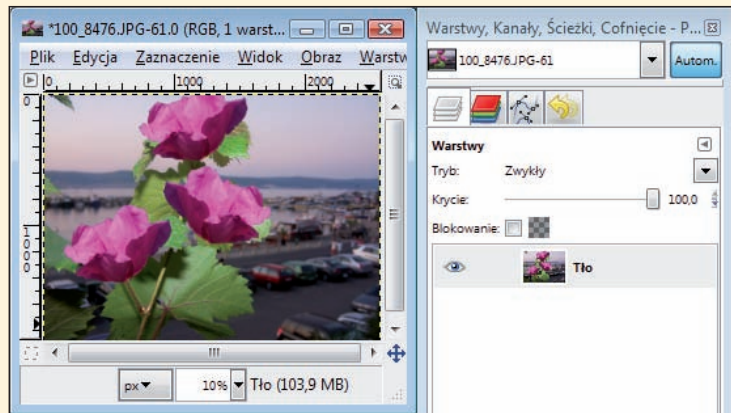 *100_8476.JPG-61.0 (RGB, 1 warst...
Plik Edycja Zaznaczenie Widok Obraz Warstw
0 1000 2000
0
1000
px 10% Tło (103,9 MB)
Warstwy, Kanały, Ścieżki, Cofnięcie - P...
100_8476.JPG-61 Autom.
Warstwy
Tryb: Zwykły
Krycie: 100,0
Blokowanie:
Tło